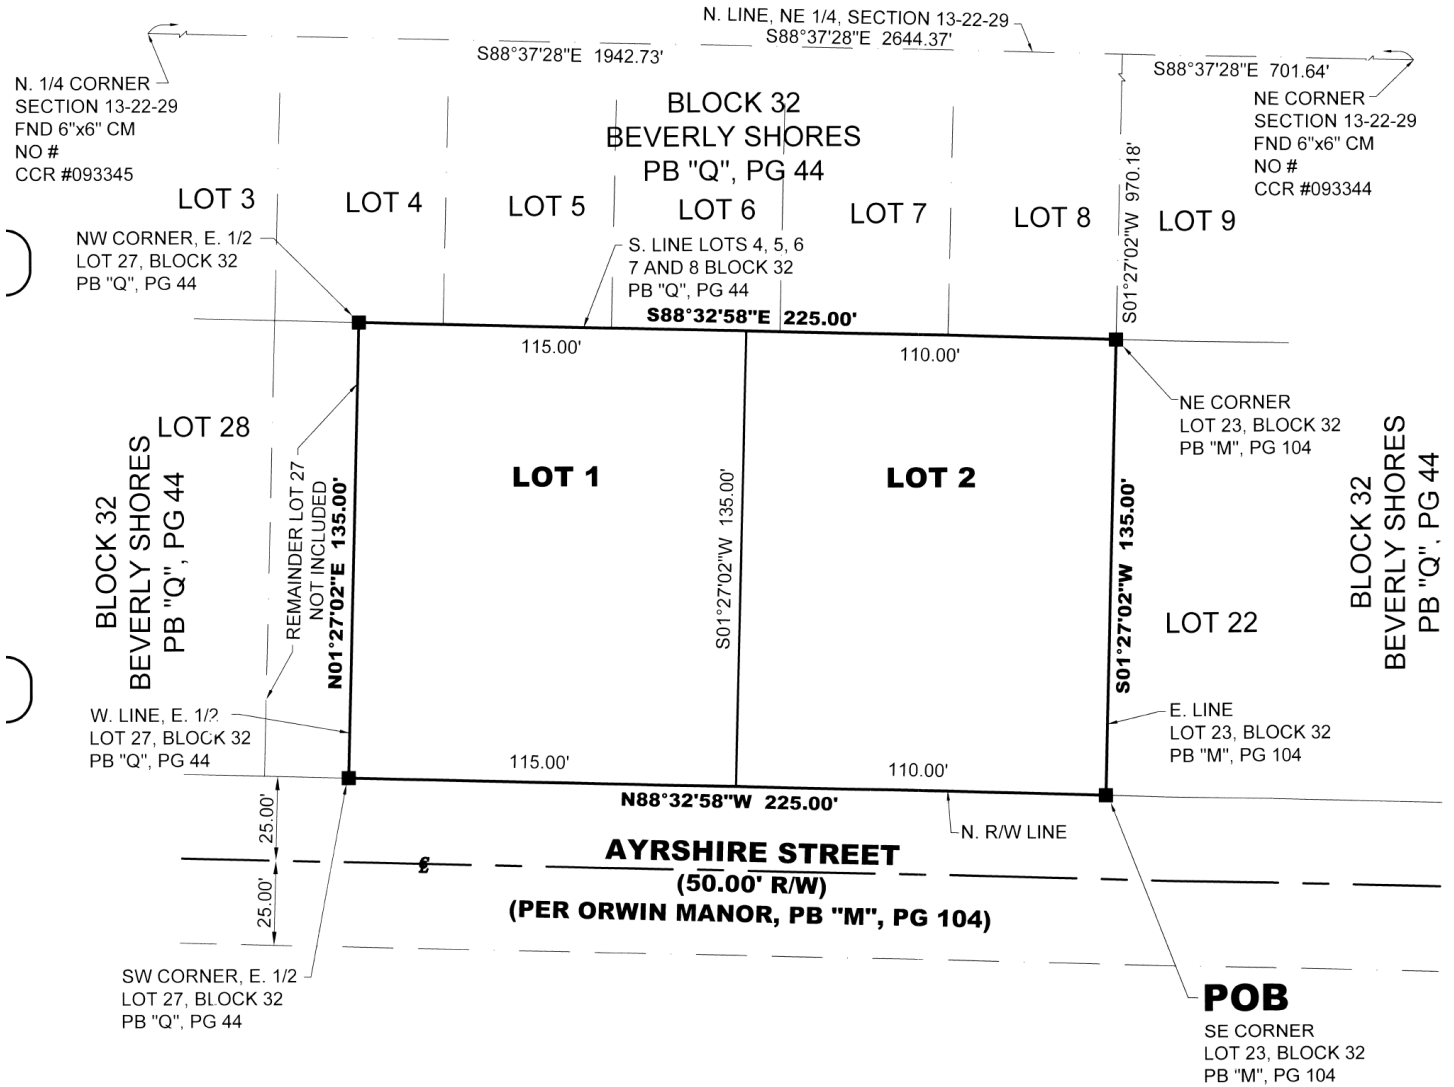 N. LINE, NE 1/4, SECTION 13-22-29
S88°37'28"E 2644.37'
S88°37'28"E 1942.73'
S88°37'28"E 701.64'
N. 1/4 CORNER
SECTION 13-22-29
FND 6"x6" CM
NO #
CCR #093345
NE CORNER
SECTION 13-22-29
FND 6"x6" CM
NO #
CCR #093344
BLOCK 32
BEVERLY SHORES
PB "Q", PG 44
S01°27'02"W 970.18'
LOT 3
LOT 4
LOT 5
LOT 6
LOT 7
LOT 8
LOT 9
NW CORNER, E. 1/2
LOT 27, BLOCK 32
PB "Q", PG 44
S. LINE LOTS 4, 5, 6
7 AND 8 BLOCK 32
PB "Q", PG 44
S88°32'58"E 225.00'
115.00'
110.00'
NE CORNER
LOT 23, BLOCK 32
PB "M", PG 104
LOT 28
BLOCK 32
BEVERLY SHORES
PB "Q", PG 44
REMAINDER LOT 27
NOT INCLUDED
N01°27'02"E 135.00'
LOT 1
S01°27'02"W 135.00'
LOT 2
S01°27'02"W 135.00'
BLOCK 32
BEVERLY SHORES
PB "Q", PG 44
LOT 22
W. LINE, E. 1/2
LOT 27, BLOCK 32
PB "Q", PG 44
E. LINE
LOT 23, BLOCK 32
PB "M", PG 104
115.00'
110.00'
N88°32'58"W 225.00'
N. R/W LINE
25.00'
25.00'
AYRSHIRE STREET
(50.00' R/W)
(PER ORWIN MANOR, PB "M", PG 104)
SW CORNER, E. 1/2
LOT 27, BLOCK 32
PB "Q", PG 44
POB
SE CORNER
LOT 23, BLOCK 32
PB "M", PG 104